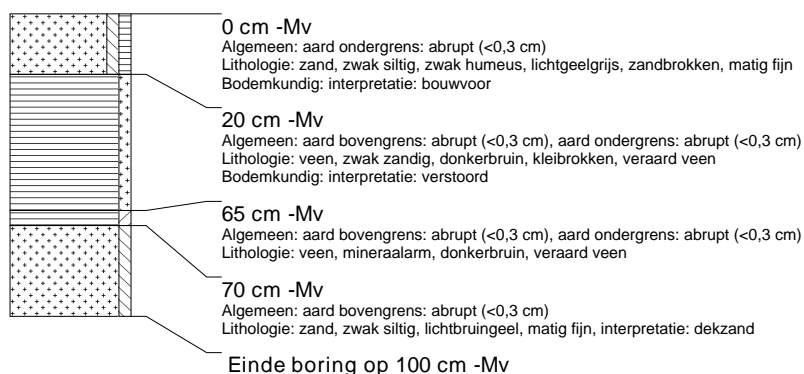 0 cm -Mv
Algemeen: aard ondergrens: abrupt (<0,3 cm)
Lithologie: zand, zwak siltig, zwak humeus, lichtgeelgrijs, zandbrokken, matig fijn
Bodemkundig: interpretatie: bouwvoor
20 cm -Mv
Algemeen: aard bovengrens: abrupt (<0,3 cm), aard ondergrens: abrupt (<0,3 cm)
Lithologie: veen, zwak zandig, donkerbruin, kleibrokken, veraard veen
Bodemkundig: interpretatie: verstoord
65 cm -Mv
Algemeen: aard bovengrens: abrupt (<0,3 cm), aard ondergrens: abrupt (<0,3 cm)
Lithologie: veen, mineraalarm, donkerbruin, veraard veen
70 cm -Mv
Algemeen: aard bovengrens: abrupt (<0,3 cm)
Lithologie: zand, zwak siltig, lichtbruingeel, matig fijn, interpretatie: dekzand
Einde boring op 100 cm -Mv